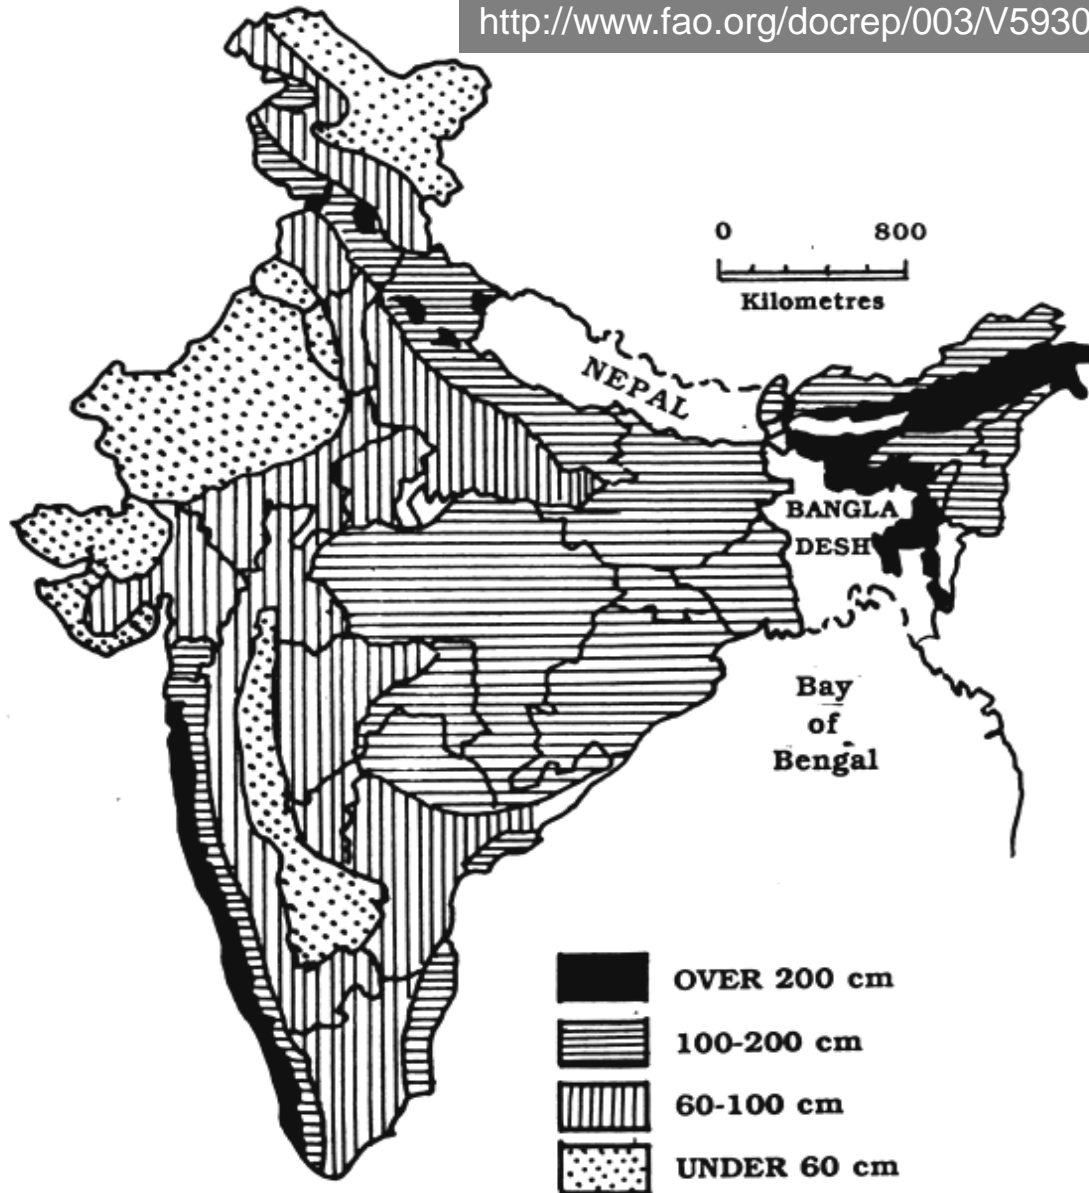 http://www.fao.org/docrep/003/V5930
0 800
Kilometres
NEPAL
BANGLA
DESH
Bay
of
Bengal
OVER 200 cm
100-200 cm
60-100 cm
UNDER 60 cm